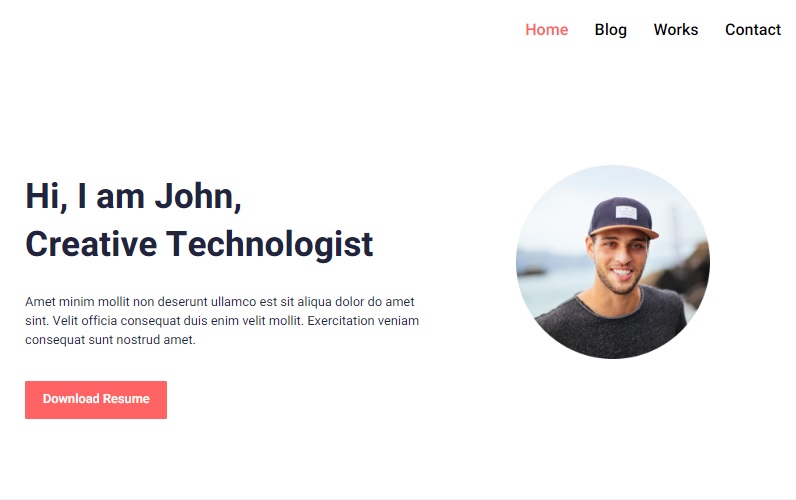 Home Blog Works Contact
Hi, I am John,
Creative Technologist
Amet minim mollit non deserunt ullamco est sit aliqua dolor do amet
sint. Velit officia consequat duis enim velit mollit. Exercitation veniam
consequat sunt nostrud amet.
Download Resume